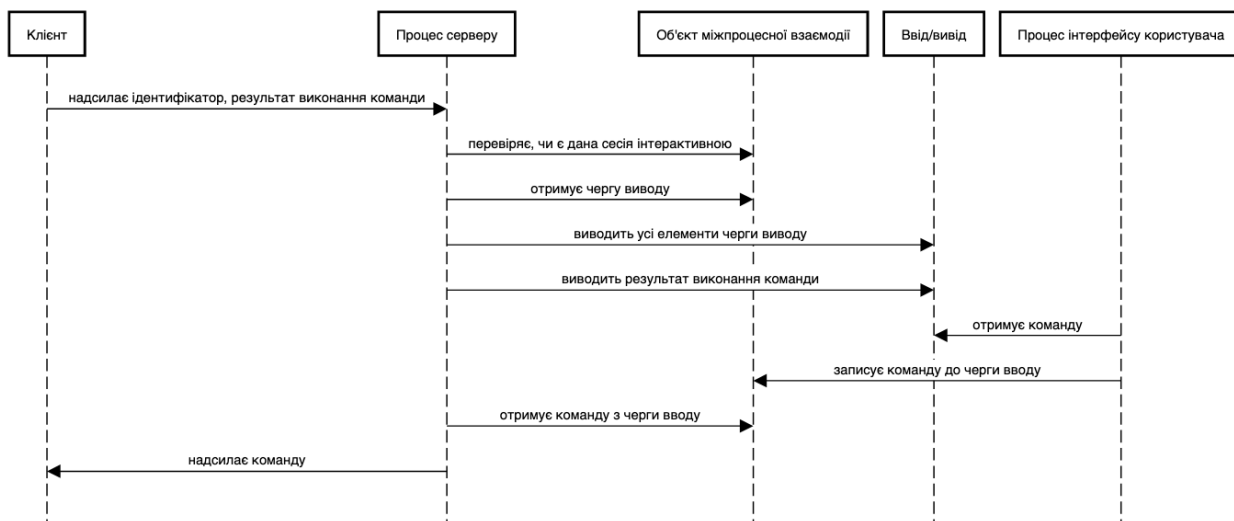 Клієнт
Процес серверу
Об'єкт міжпроцесної взаємодії
Ввід/вивід
Процес інтерфейсу користувача
надсилає ідентифікатор, результат виконання команди
перевіряє, чи є дана сесія інтерактивною
отримує чергу виводу
виводить усі елементи черги виводу
виводить результат виконання команди
отримує команду
записує команду до черги вводу
отримує команду з черги вводу
надсилає команду